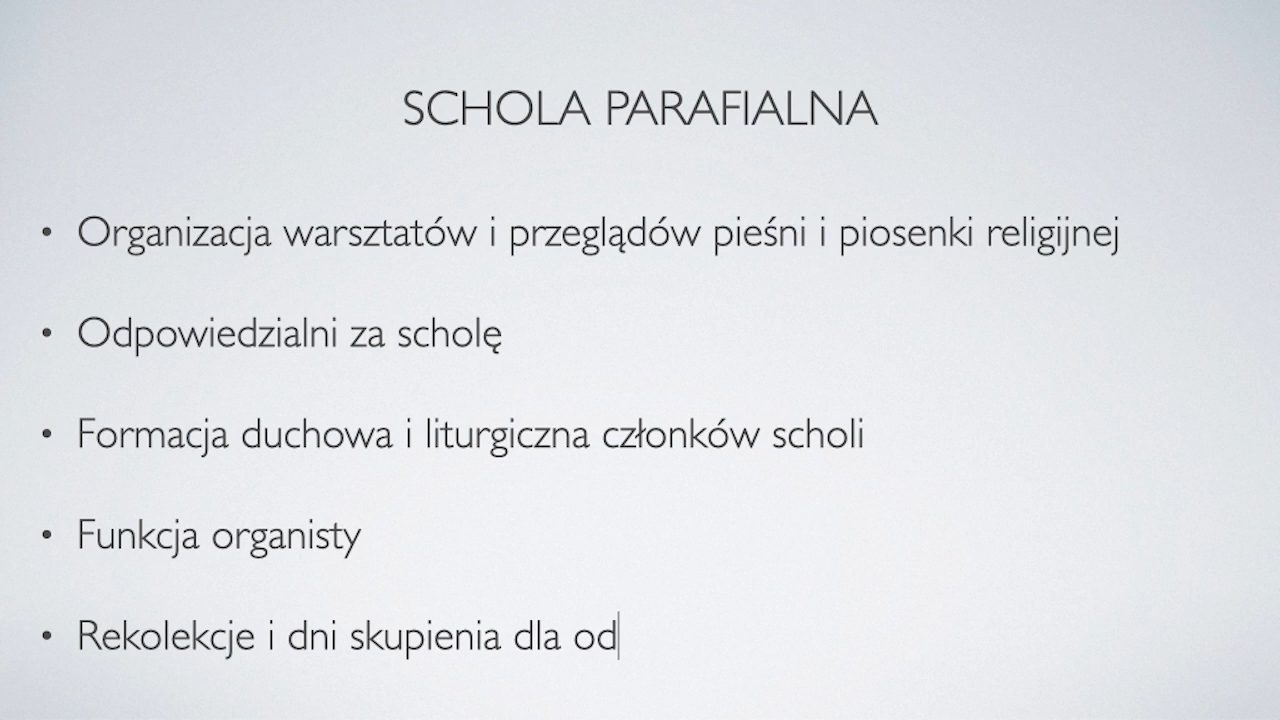 SCHOLA PARAFIALNA
• Organizacja warsztatów i przeglądów pieśni i piosenki religijnej
• Odpowiedzialni za scholę
• Formacja duchowa i liturgiczna członków scholi
• Funkcja organisty
• Rekolekcje i dni skupienia dla od